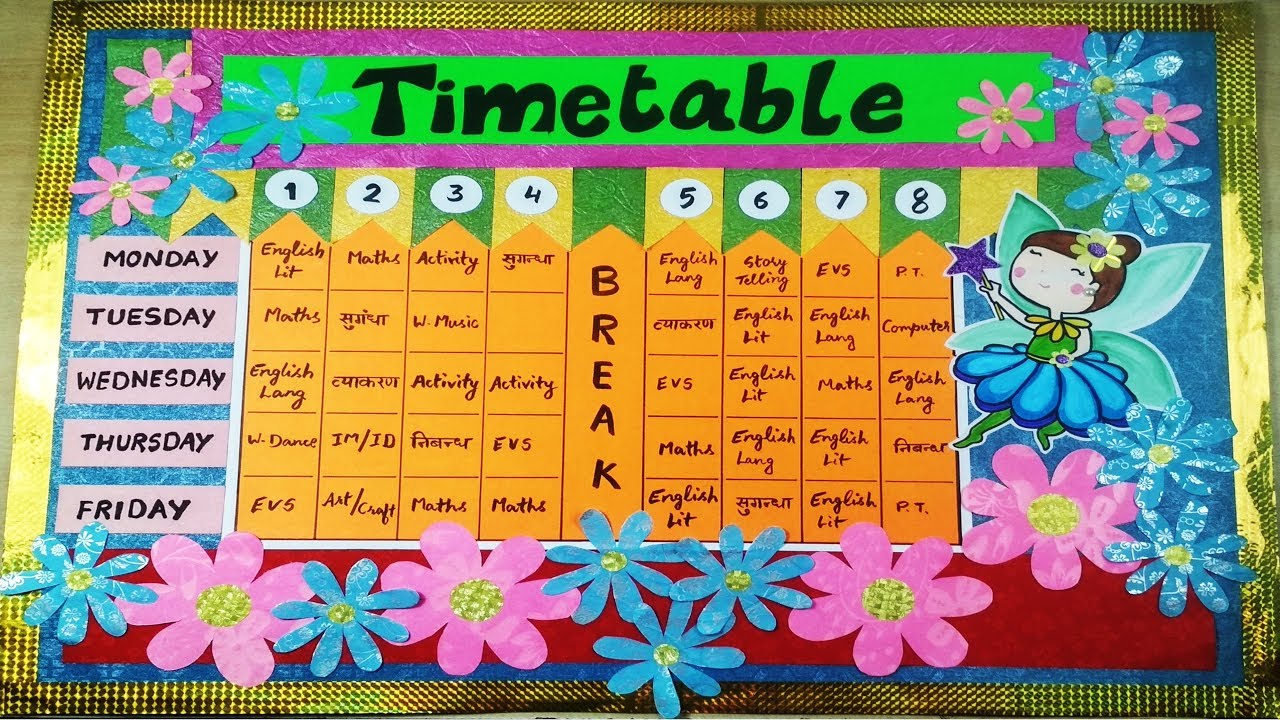 Timetable
1 2 3 4 5 6 7 8
MONDAY English Lit Maths Activity सुगन्धा BREAK English Lang Story Telling EVS P.T.
TUESDAY Maths सुगंधा W. Music व्याकरण English Lit English Lang Computer
WEDNESDAY English Lang व्याकरण Activity Activity EVS English Lit Maths English Lang
THURSDAY W. Dance IM/ID निबन्ध EVS Maths English Lang English Lit निबन्ध
FRIDAY EVS Art/Craft Maths Maths English Lit सुगन्धा English Lit P.T.